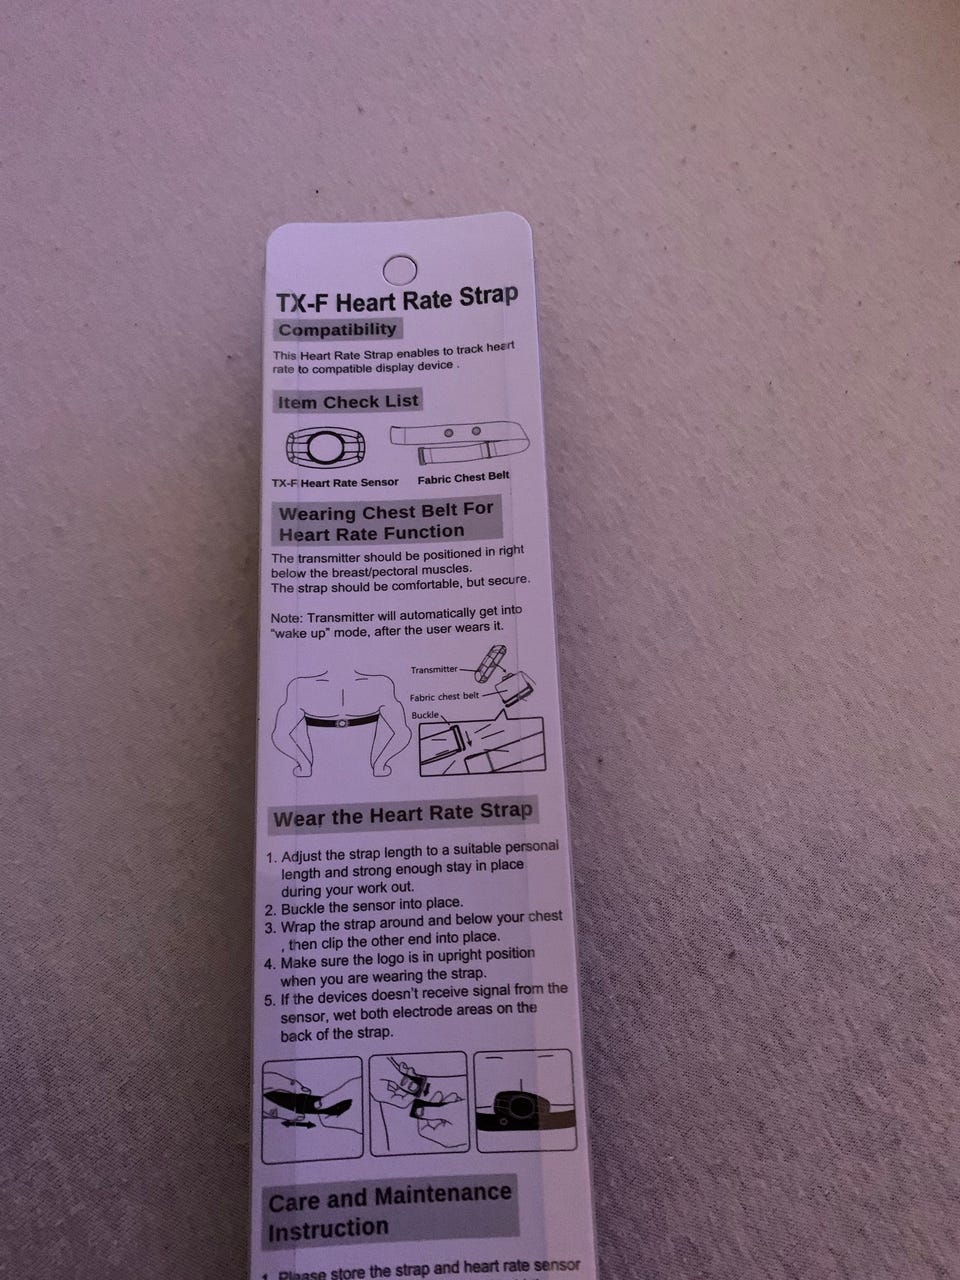 TX-F Heart Rate Strap
Compatibility
This Heart Rate Strap enables to track heart
rate to compatible display device .
Item Check List
TX-F Heart Rate Sensor
Fabric Chest Belt
Wearing Chest Belt For
Heart Rate Function
The transmitter should be positioned in right
below the breast/pectoral muscles.
The strap should be comfortable, but secure.
Note: Transmitter will automatically get into
"wake up" mode, after the user wears it.
Transmitter
Fabric chest belt
Buckle
Wear the Heart Rate Strap
1. Adjust the strap length to a suitable personal
length and strong enough stay in place
during your work out.
2. Buckle the sensor into place.
3. Wrap the strap around and below your chest
, then clip the other end into place.
4. Make sure the logo is in upright position
when you are wearing the strap.
5. If the devices doesn't receive signal from the
sensor, wet both electrode areas on the
back of the strap.
Care and Maintenance
Instruction
1. Please store the strap and heart rate sensor